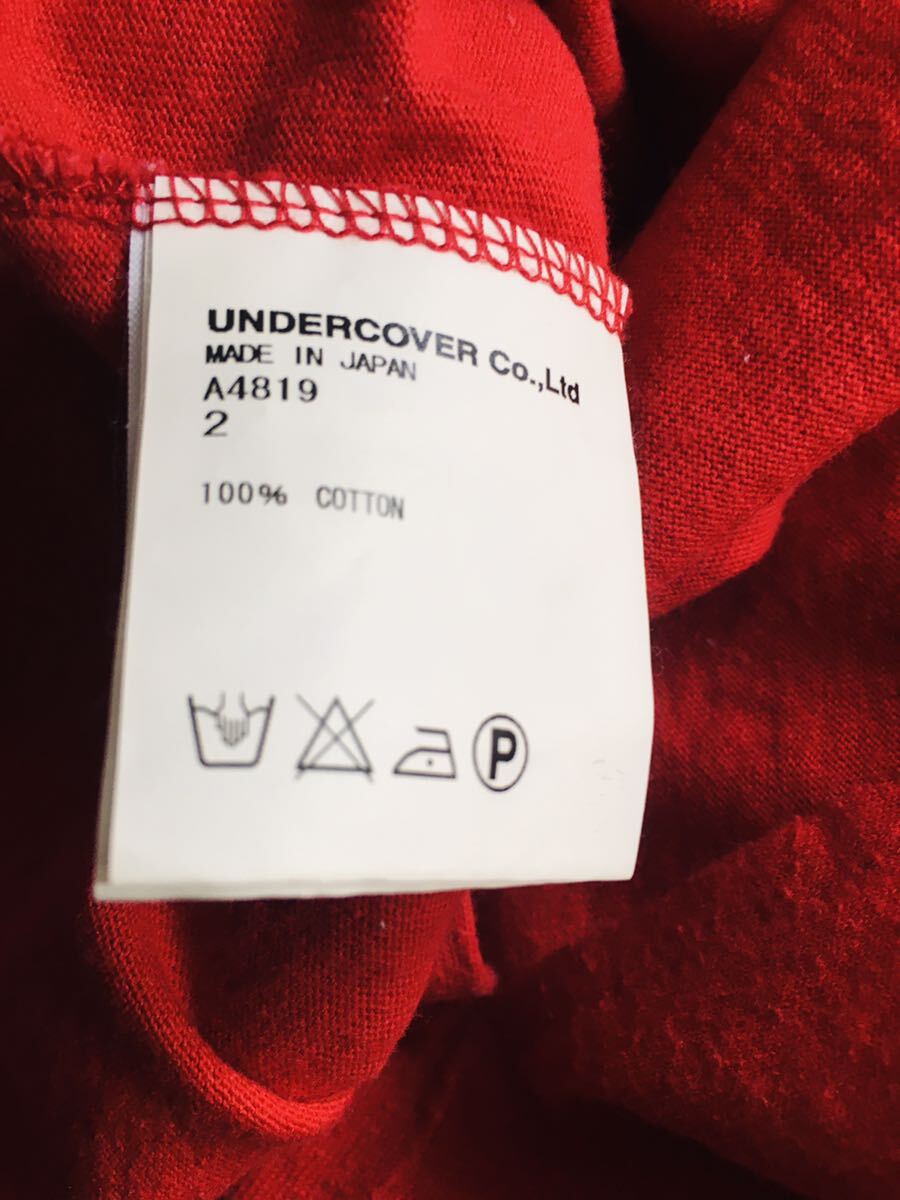 UNDERCOVER Co.,Ltd
MADE IN JAPAN
A4819
2
100% COTTON
P